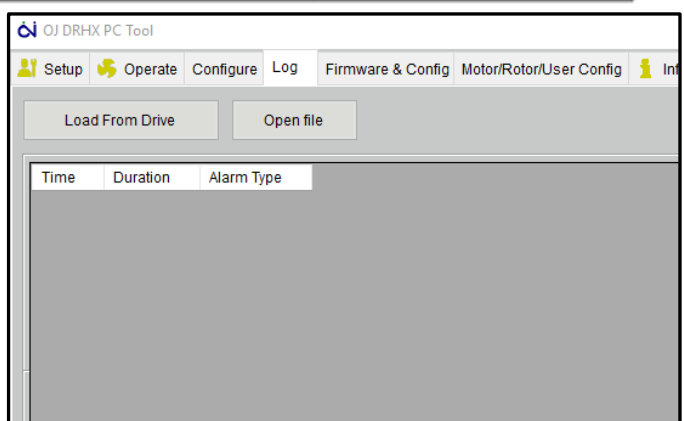 OJ DRHX PC Tool
Setup Operate Configure Log Firmware & Config Motor/Rotor/User Config Inf
Load From Drive Open file
Time Duration Alarm Type